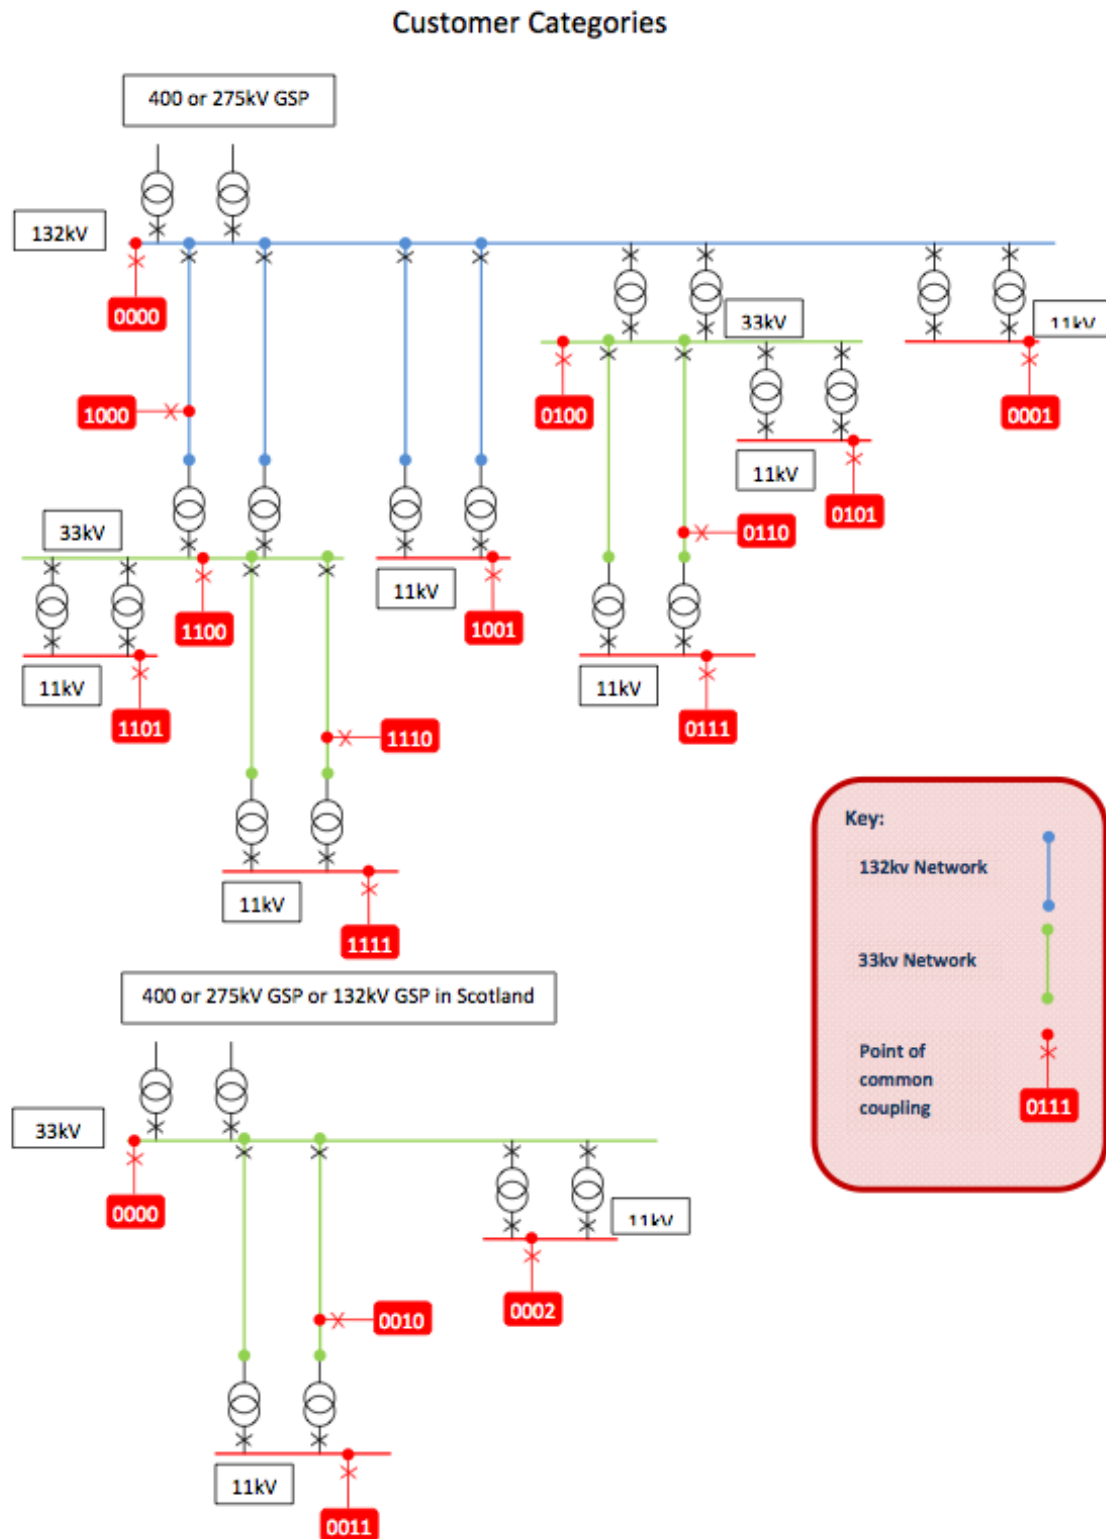 Customer Categories
400 or 275kV GSP
132kV
0000
1000
33kV
11kV
0100
0001
11kV
0101
0110
33kV
11kV
1001
1100
11kV
1101
11kV
0111
1110
11kV
1111
Key:
132kv Network
33kv Network
Point of
common
coupling
0111
400 or 275kV GSP or 132kV GSP in Scotland
33kV
0000
11kV
0002
0010
11kV
0011